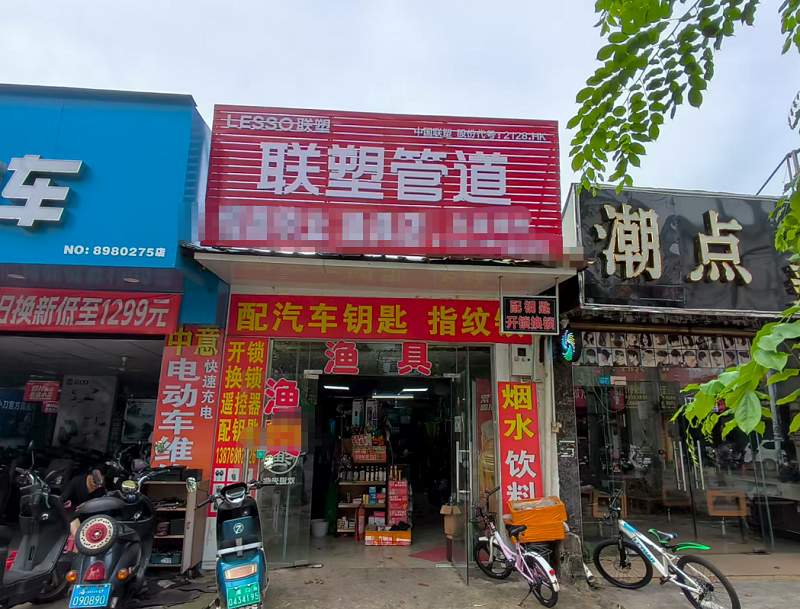 车
NO: 8980275店
日换新低至1299元
中意
电动车维
快速充电
LESSO联塑
中国联塑 股份代号:2128.HK
联塑管道
配汽车钥匙 指纹锁
配钥匙
开锁换锁
开锁
换锁
遥控器
配钥匙
渔具
渔
烟水饮料
潮点
090890
043419S